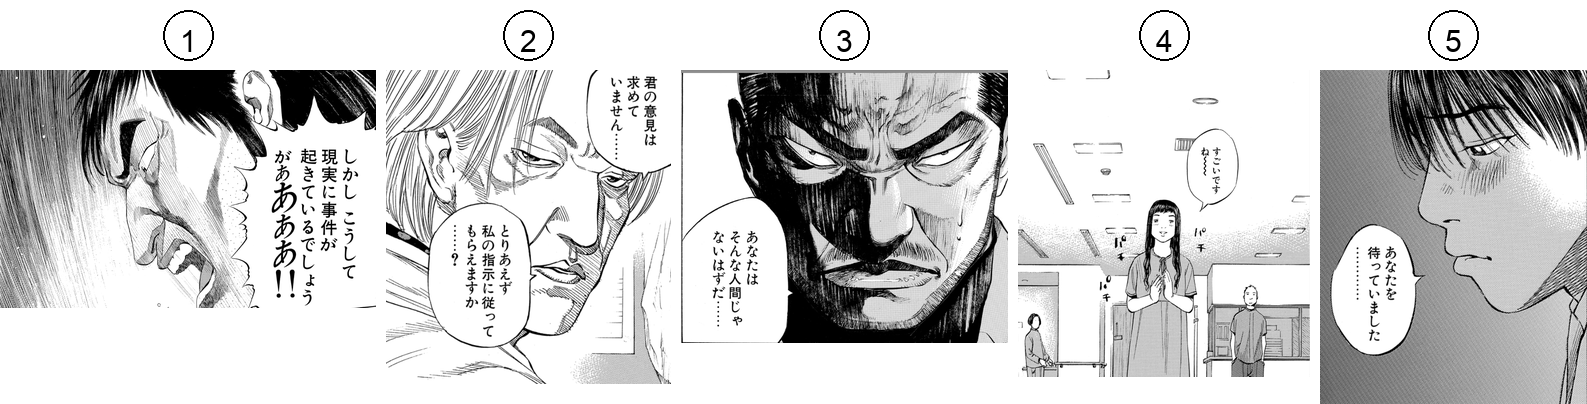 1
2
3
4
5
しかし こうして
現実に事件が
起きているでしょう
がぁあぁあぁ!!
君の意見は
求めて
いません……
とりあえず
私の指示に従って
もらえますか
……?
あなたは
そんな人間じゃ
ないはずだ……
すごいです
ね~~~
パチ
パチ
パチ
あなたを
待っていました
…………